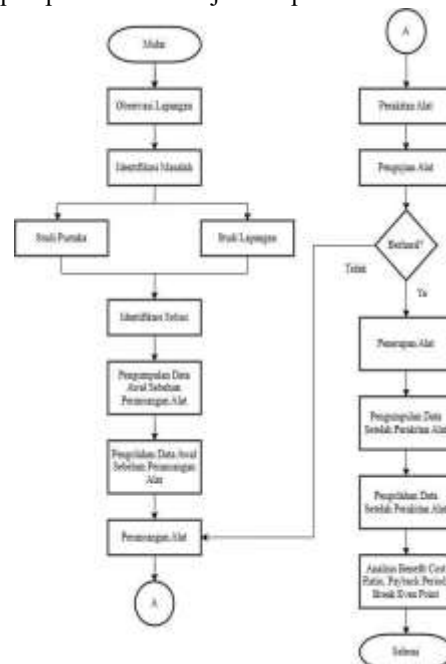 Mulai
Observasi Lapangan
Identifikasi Masalah
Studi Pustaka
Studi Lapangan
Identifikasi Solusi
Pengumpulan Data
Awal Sebelum
Perancangan Alat
Pengolahan Data Awal
Sebelum Perancangan
Alat
Perancangan Alat
A
A
Perakitan Alat
Pengujian Alat
Berhasil?
Tidak
Ya
Penerapan Alat
Pengumpulan Data
Setelah Perakitan Alat
Pengolahan Data
Setelah Perakitan Alat
Analisis Benefit Cost
Ratio, Payback Period,
Break Even Point
Selesai